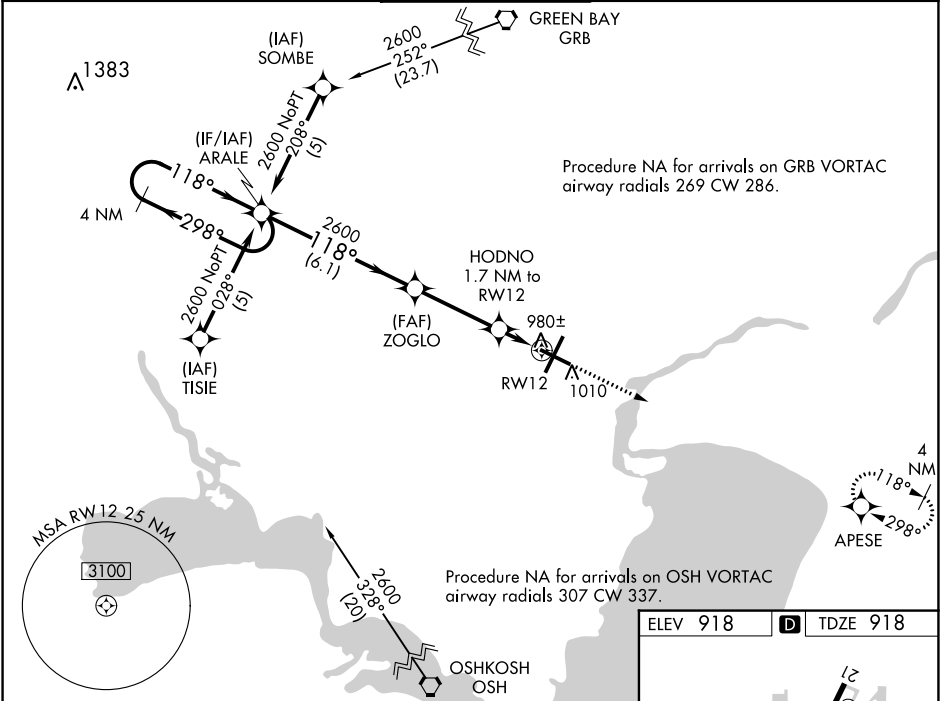 GREEN BAY
GRB
2600
252°
(23.7)
(IAF)
SOMBE
1383
2600 NoPT
208°
(5)
(IF/IAF)
ARALE
Procedure NA for arrivals on GRB VORTAC
airway radials 269 CW 286.
118°
4 NM
298°
2600
118°
(6.1)
HODNO
1.7 NM to
RW12
2600 NoPT
028°
(5)
(FAF)
ZOGLO
980±
(IAF)
TISIE
RW12
1010
4
NM
118°
298°
APESE
MSA RW12 25 NM
3100
2600
328°
(20)
Procedure NA for arrivals on OSH VORTAC
airway radials 307 CW 337.
OSHKOSH
OSH
ELEV 918
D
TDZE 918
21